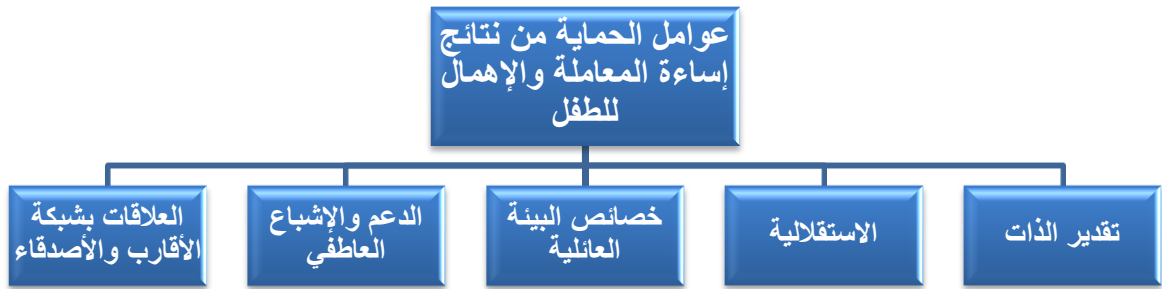 عوامل الحماية من نتائج
إساءة المعاملة والإهمال
للطفل
تقدير الذات
الاستقلالية
خصائص البيئة
العائلية
الدعم والإشباع
العاطفي
العلاقات بشبكة
الأقارب والأصدقاء